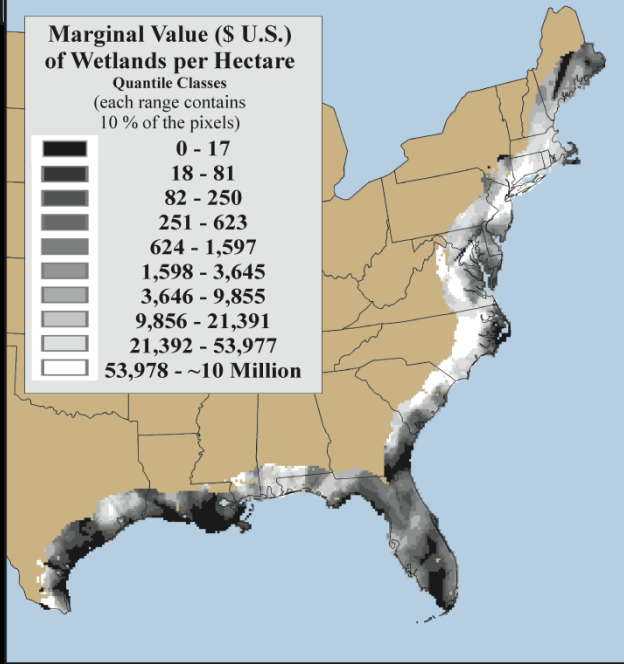 Marginal Value ($ U.S.)
of Wetlands per Hectare
Quantile Classes
(each range contains
10 % of the pixels)
0 - 17
18 - 81
82 - 250
251 - 623
624 - 1,597
1,598 - 3,645
3,646 - 9,855
9,856 - 21,391
21,392 - 53,977
53,978 - ~10 Million